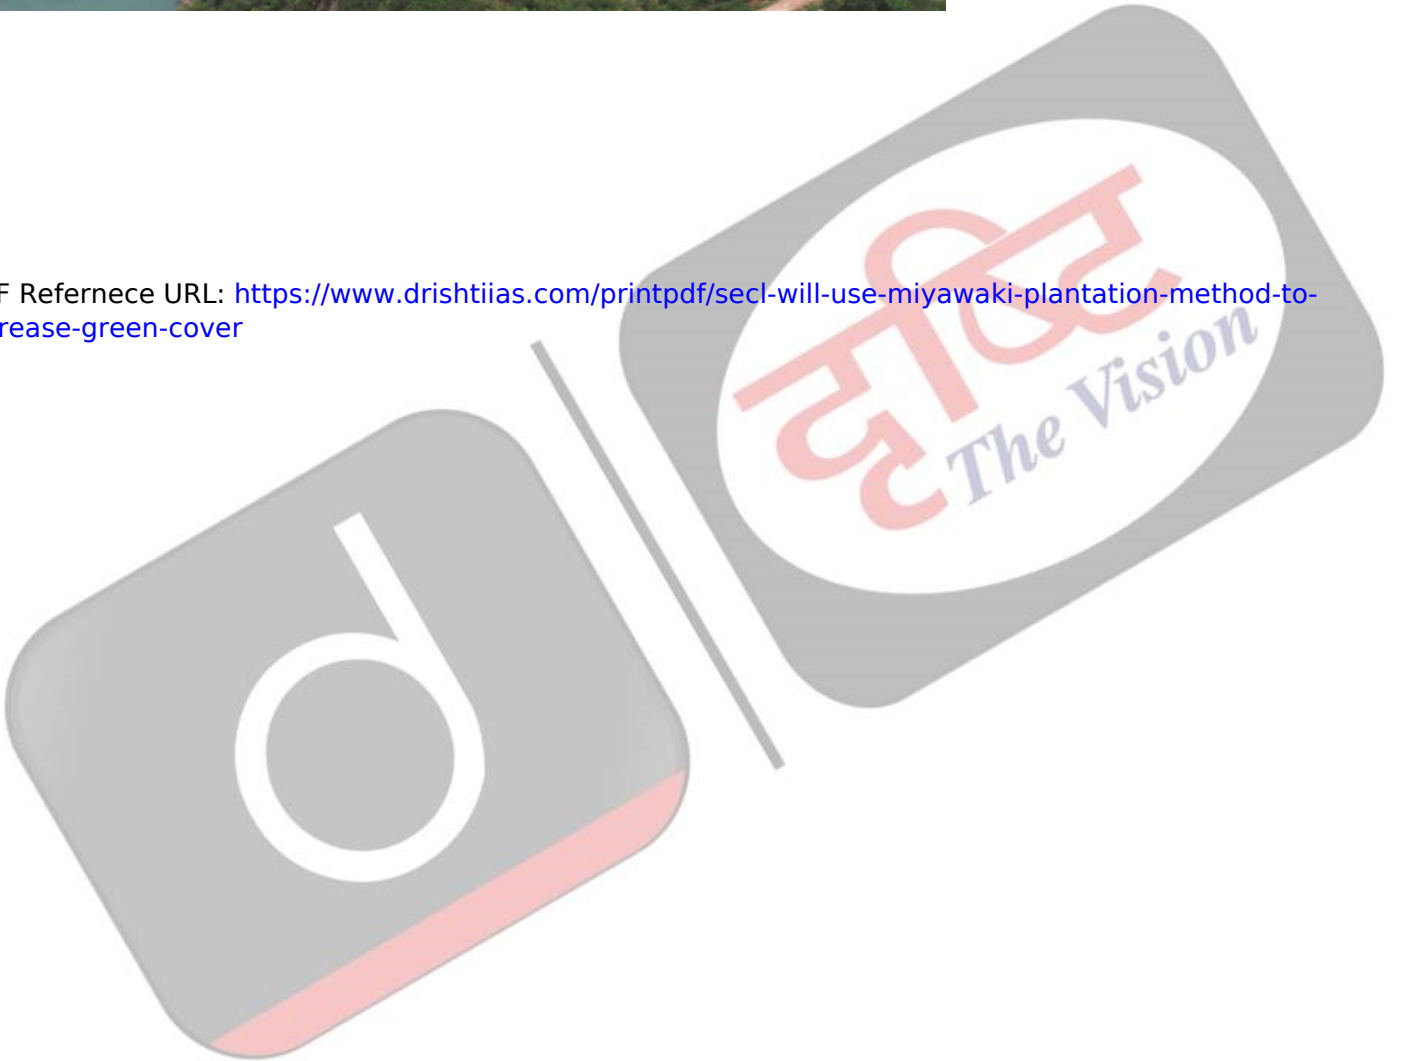 F Refernece URL: https://www.drishtiias.com/printpdf/secl-will-use-miyawaki-plantation-method-to-
rease-green-cover
दृष्टि
The Vision
d